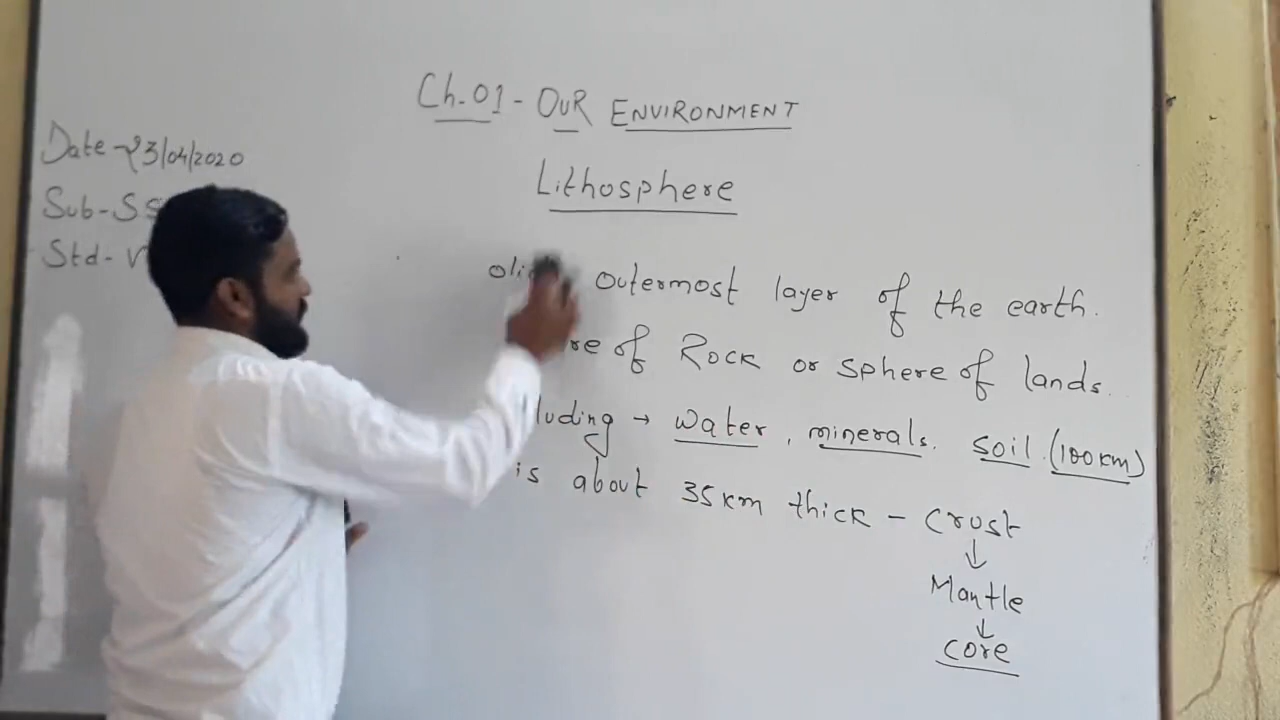 Ch.01 - OUR ENVIRONMENT
Date - 23/04/2020
Sub - SS
Std - V
Lithosphere
outermost layer of the earth.
of Rock or sphere of lands.
→ water, minerals. soil. (100km)
is about 35km thick - crust
↓
Mantle
↓
core